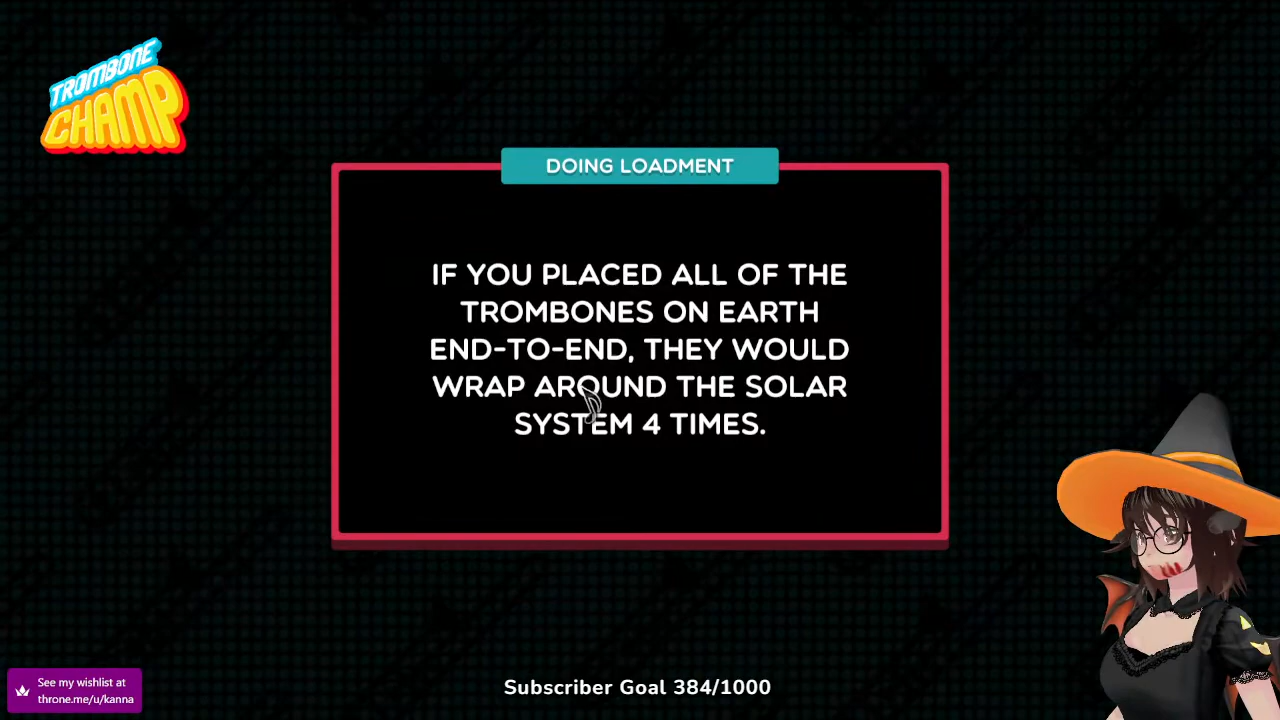 TROMBONE
CHAMP
DOING LOADMENT
IF YOU PLACED ALL OF THE
TROMBONES ON EARTH
END-TO-END, THEY WOULD
WRAP AROUND THE SOLAR
SYSTEM 4 TIMES.
See my wishlist at
throne.me/u/kanna
Subscriber Goal 384/1000